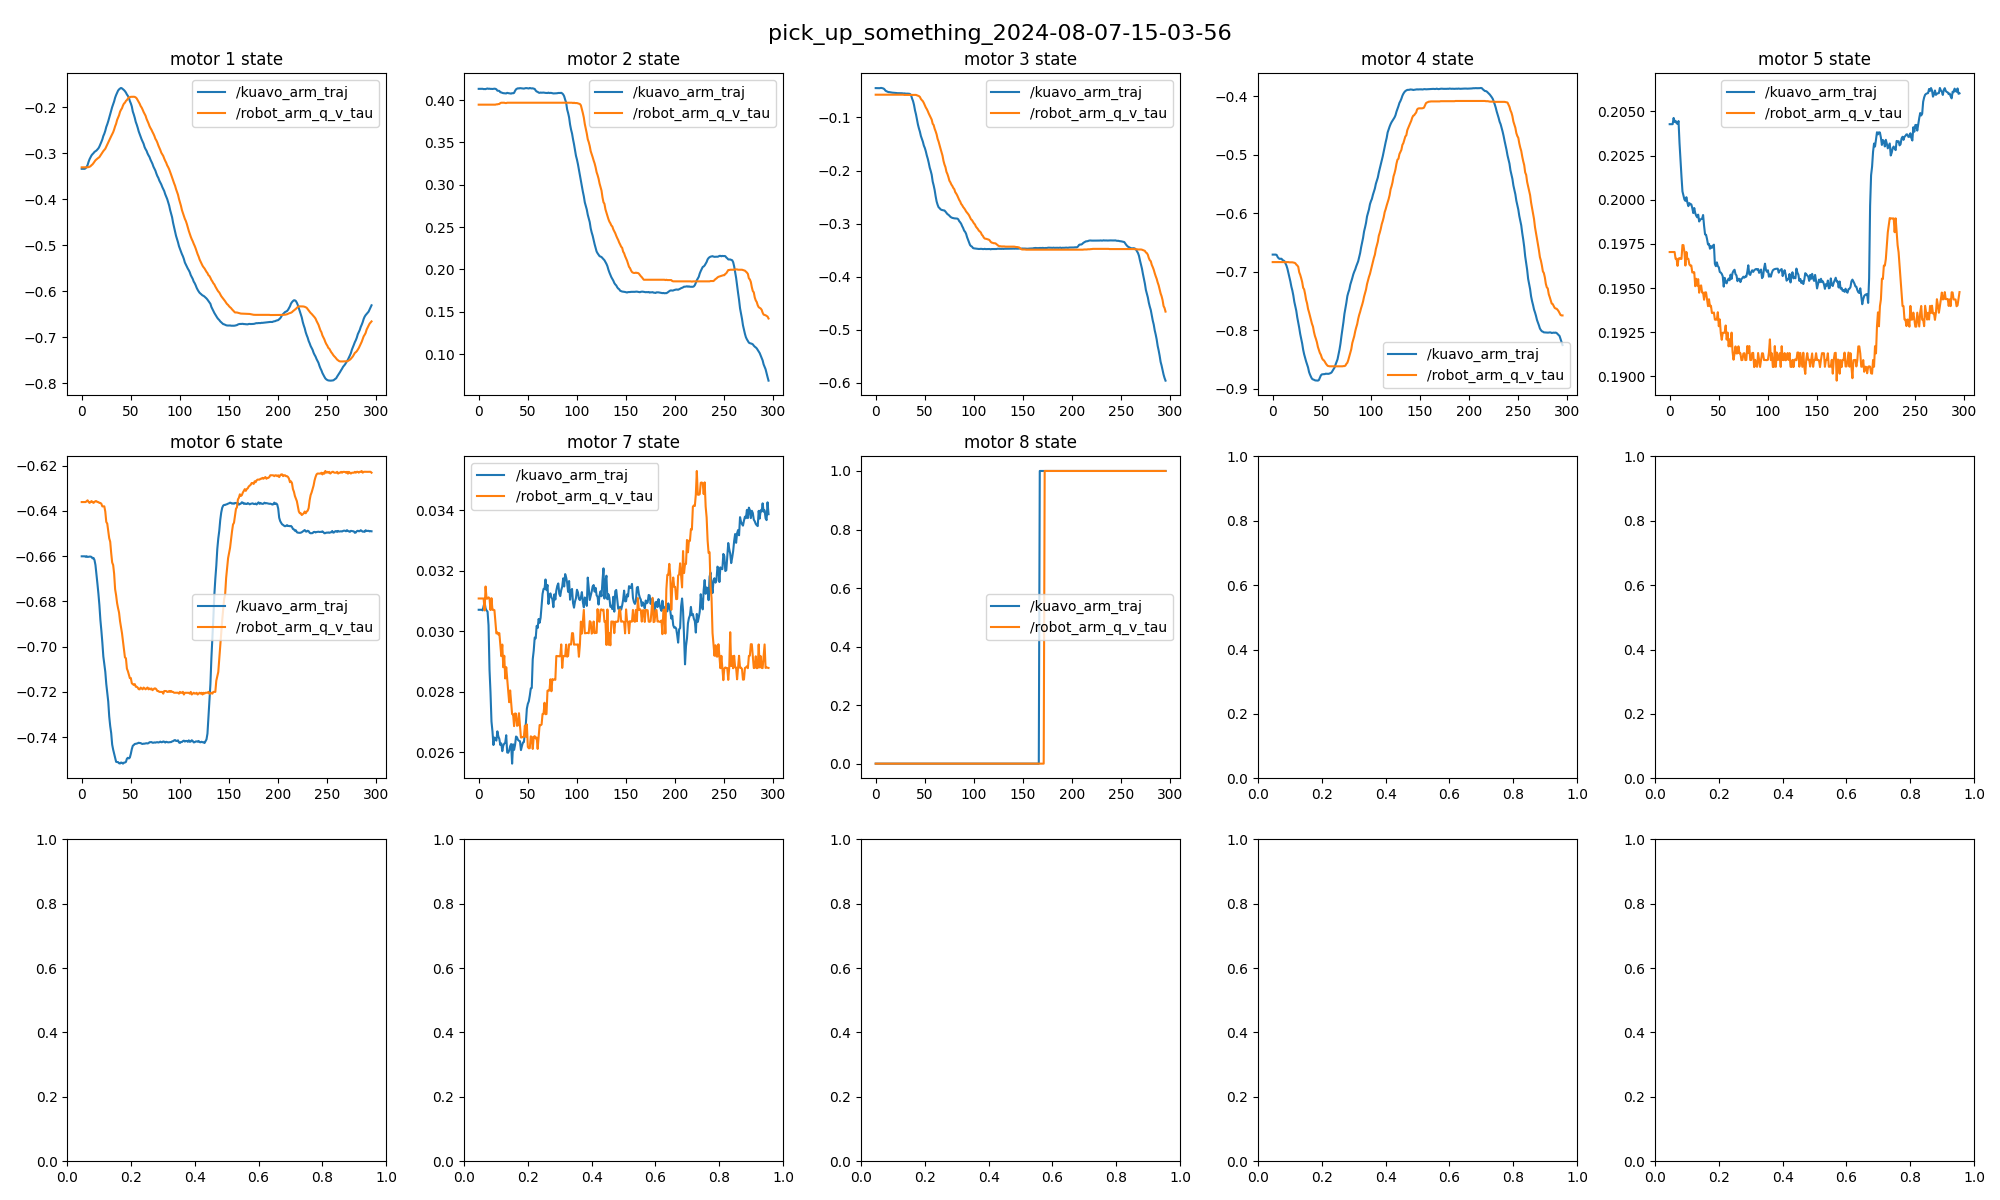 pick_up_something_2024-08-07-15-03-56
motor 1 state
/kuavo_arm_traj
/robot_arm_q_v_tau
−0.2
−0.3
−0.4
−0.5
−0.6
−0.7
−0.8
0 50 100 150 200 250 300
motor 2 state
/kuavo_arm_traj
/robot_arm_q_v_tau
0.40
0.35
0.30
0.25
0.20
0.15
0.10
0 50 100 150 200 250 300
motor 3 state
/kuavo_arm_traj
/robot_arm_q_v_tau
−0.1
−0.2
−0.3
−0.4
−0.5
−0.6
0 50 100 150 200 250 300
motor 4 state
−0.4
−0.5
−0.6
−0.7
−0.8
−0.9
/kuavo_arm_traj
/robot_arm_q_v_tau
0 50 100 150 200 250 300
motor 5 state
/kuavo_arm_traj
/robot_arm_q_v_tau
0.2050
0.2025
0.2000
0.1975
0.1950
0.1925
0.1900
0 50 100 150 200 250 300
motor 6 state
−0.62
−0.64
−0.66
−0.68
−0.70
−0.72
−0.74
/kuavo_arm_traj
/robot_arm_q_v_tau
0 50 100 150 200 250 300
motor 7 state
/kuavo_arm_traj
/robot_arm_q_v_tau
0.034
0.032
0.030
0.028
0.026
0 50 100 150 200 250 300
motor 8 state
1.0
0.8
0.6
0.4
0.2
0.0
/kuavo_arm_traj
/robot_arm_q_v_tau
0 50 100 150 200 250 300
1.0
0.8
0.6
0.4
0.2
0.0
0.0 0.2 0.4 0.6 0.8 1.0
1.0
0.8
0.6
0.4
0.2
0.0
0.0 0.2 0.4 0.6 0.8 1.0
1.0
0.8
0.6
0.4
0.2
0.0
0.0 0.2 0.4 0.6 0.8 1.0
1.0
0.8
0.6
0.4
0.2
0.0
0.0 0.2 0.4 0.6 0.8 1.0
1.0
0.8
0.6
0.4
0.2
0.0
0.0 0.2 0.4 0.6 0.8 1.0
1.0
0.8
0.6
0.4
0.2
0.0
0.0 0.2 0.4 0.6 0.8 1.0
1.0
0.8
0.6
0.4
0.2
0.0
0.0 0.2 0.4 0.6 0.8 1.0